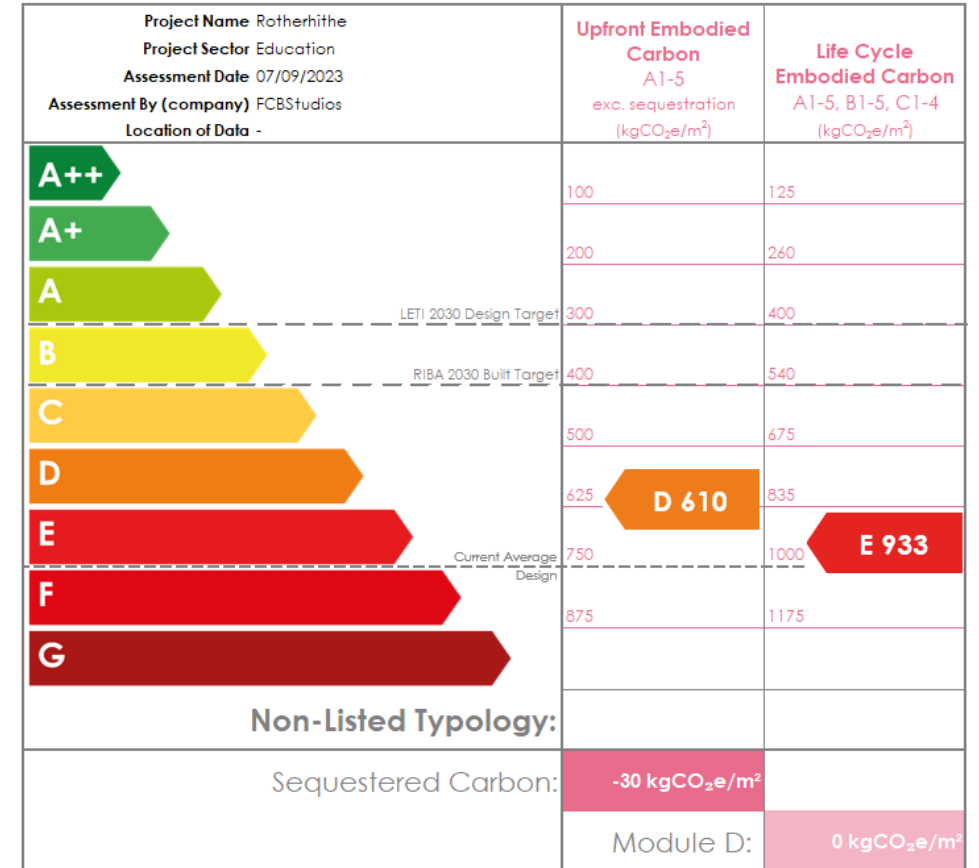 Project Name Rotherhithe
Project Sector Education
Assessment Date 07/09/2023
Assessment By (company) FCBStudios
Location of Data -
Upfront Embodied
Carbon
A1-5
exc. sequestration
(kgCO₂e/m²)
Life Cycle
Embodied Carbon
A1-5, B1-5, C1-4
(kgCO₂e/m²)
A++
100
125
A+
200
260
A
LETI 2030 Design Target
300
400
B
RIBA 2030 Built Target
400
540
C
500
675
D
625
D 610
835
E
Current Average
Design
750
1000
E 933
F
875
1175
G
Non-Listed Typology:
Sequestered Carbon:
-30 kgCO₂e/m²
Module D:
0 kgCO₂e/m²